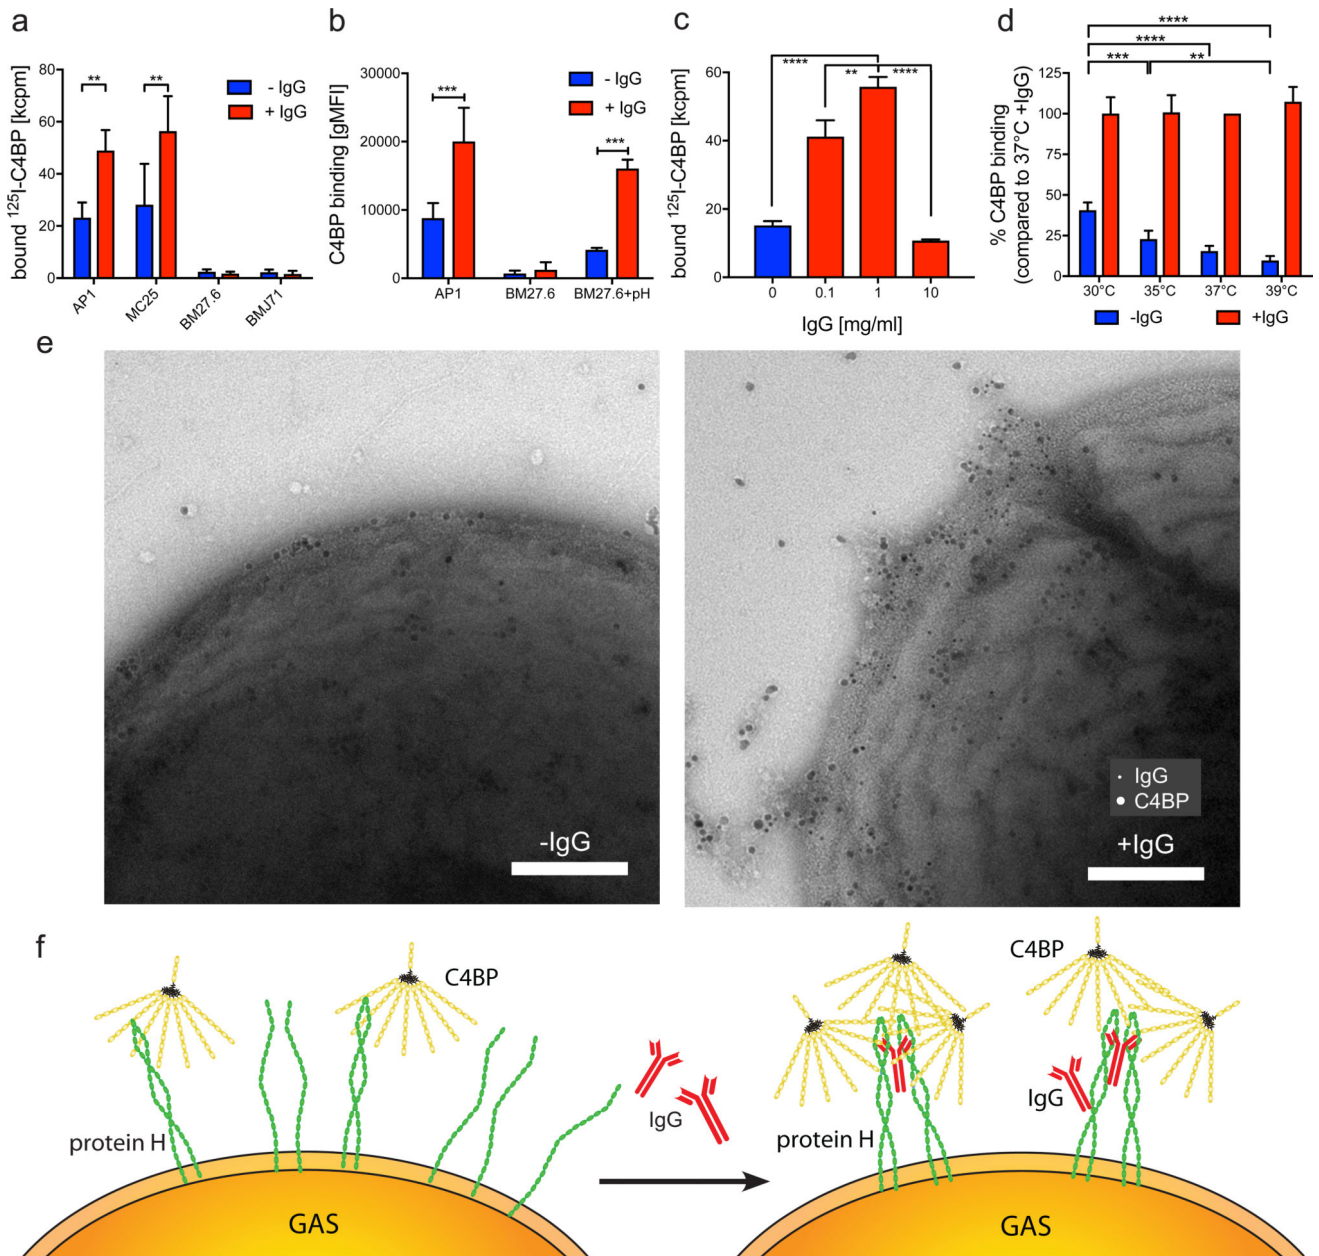 a
bound ¹²⁵I-C4BP [kcpm]
80
60
40
20
0
**
**
- IgG
+ IgG
AP1
MC25
BM27.6
BMJ71
b
C4BP binding [gMFI]
30000
20000
10000
0
***
***
- IgG
+ IgG
AP1
BM27.6
BM27.6+pH
c
bound ¹²⁵I-C4BP [kcpm]
60
40
20
0
****
**
****
0
0.1
1
10
IgG [mg/ml]
d
% C4BP binding
(compared to 37°C +IgG)
125
100
75
50
25
0
****
****
***
**
30°C
35°C
37°C
39°C
-IgG
+IgG
e
-IgG
IgG
C4BP
+IgG
f
C4BP
protein H
GAS
IgG
C4BP
IgG
protein H
GAS